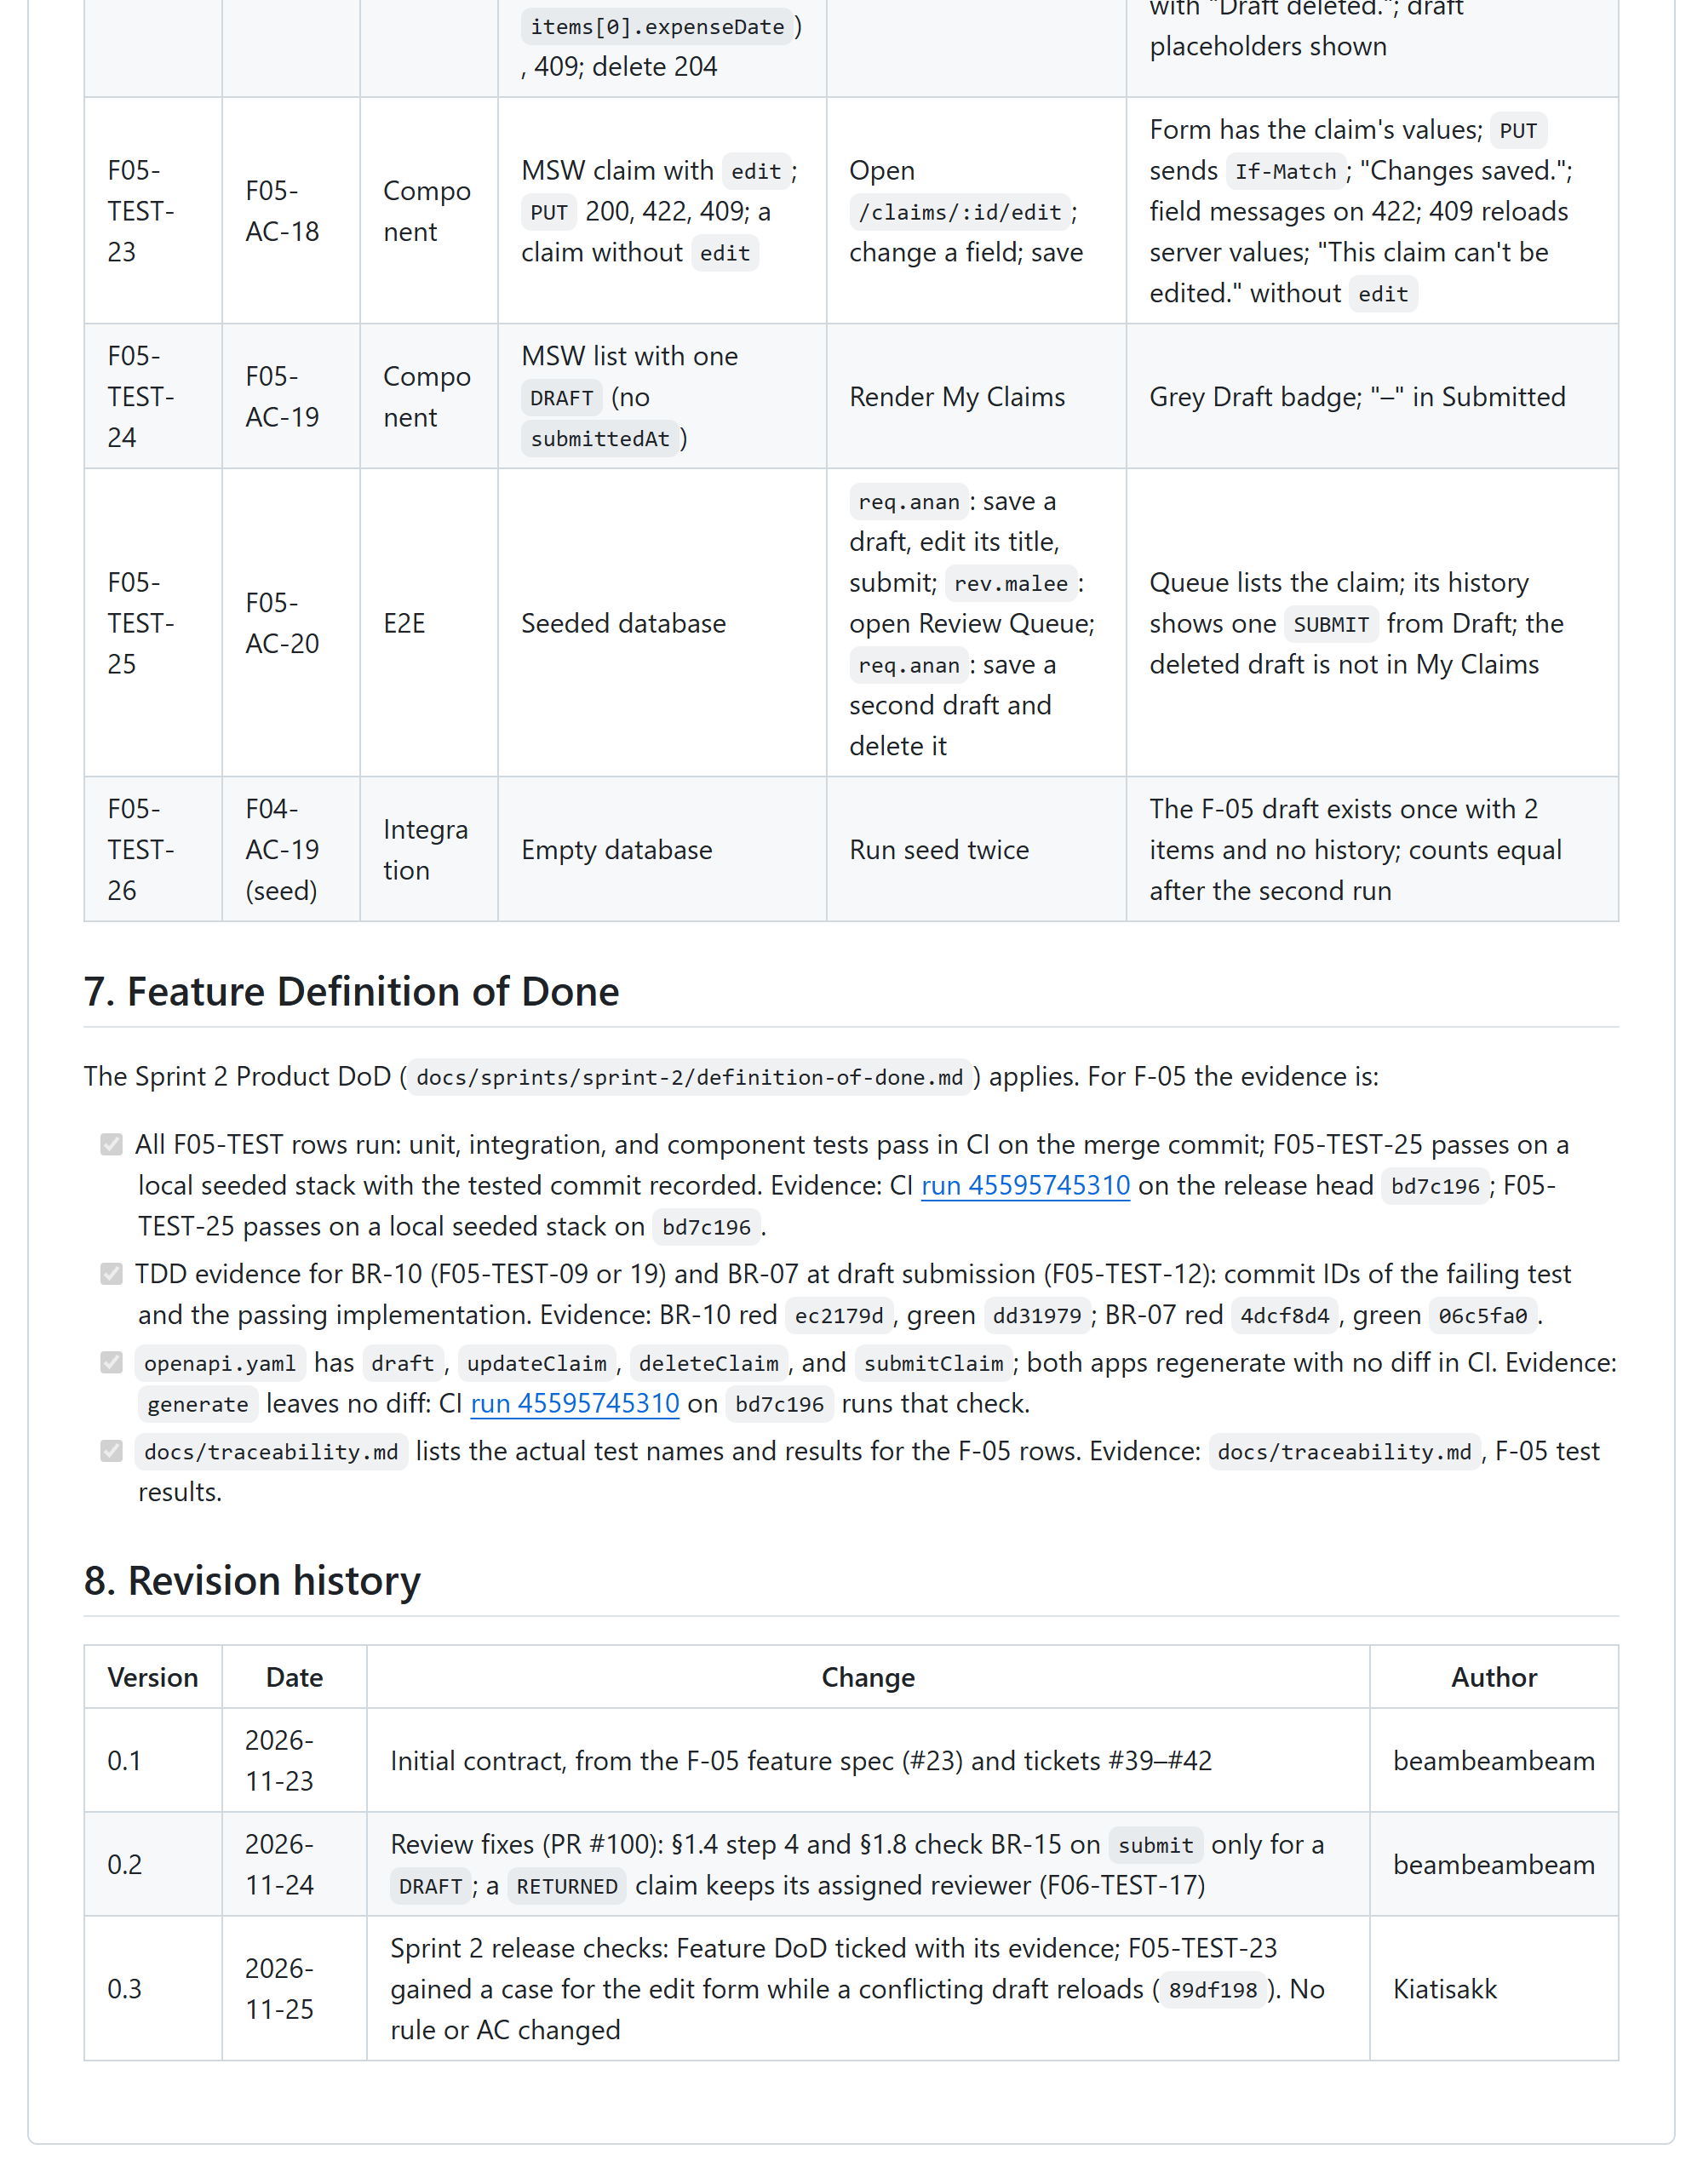 items[0].expenseDate)
, 409; delete 204
with "Draft deleted."; draft
placeholders shown
F05-
TEST-
23
F05-
AC-18
Compo
nent
MSW claim with edit;
PUT 200, 422, 409; a
claim without edit
Open
/claims/:id/edit;
change a field; save
Form has the claim's values; PUT
sends If-Match; "Changes saved.";
field messages on 422; 409 reloads
server values; "This claim can't be
edited." without edit
F05-
TEST-
24
F05-
AC-19
Compo
nent
MSW list with one
DRAFT (no
submittedAt)
Render My Claims
Grey Draft badge; "–" in Submitted
F05-
TEST-
25
F05-
AC-20
E2E
Seeded database
req.anan: save a
draft, edit its title,
submit; rev.malee:
open Review Queue;
req.anan: save a
second draft and
delete it
Queue lists the claim; its history
shows one SUBMIT from Draft; the
deleted draft is not in My Claims
F05-
TEST-
26
F04-
AC-19
(seed)
Integra
tion
Empty database
Run seed twice
The F-05 draft exists once with 2
items and no history; counts equal
after the second run
7. Feature Definition of Done
The Sprint 2 Product DoD (docs/sprints/sprint-2/definition-of-done.md) applies. For F-05 the evidence is:
All F05-TEST rows run: unit, integration, and component tests pass in CI on the merge commit; F05-TEST-25 passes on a
local seeded stack with the tested commit recorded. Evidence: CI run 45595745310 on the release head bd7c196; F05-
TEST-25 passes on a local seeded stack on bd7c196.
TDD evidence for BR-10 (F05-TEST-09 or 19) and BR-07 at draft submission (F05-TEST-12): commit IDs of the failing test
and the passing implementation. Evidence: BR-10 red ec2179d, green dd31979; BR-07 red 4dcf8d4, green 06c5fa0.
openapi.yaml has draft, updateClaim, deleteClaim, and submitClaim; both apps regenerate with no diff in CI. Evidence:
generate leaves no diff: CI run 45595745310 on bd7c196 runs that check.
docs/traceability.md lists the actual test names and results for the F-05 rows. Evidence: docs/traceability.md, F-05 test
results.
8. Revision history
Version
Date
Change
Author
0.1
2026-
11-23
Initial contract, from the F-05 feature spec (#23) and tickets #39–#42
beambeambeam
0.2
2026-
11-24
Review fixes (PR #100): §1.4 step 4 and §1.8 check BR-15 on submit only for a
DRAFT; a RETURNED claim keeps its assigned reviewer (F06-TEST-17)
beambeambeam
0.3
2026-
11-25
Sprint 2 release checks: Feature DoD ticked with its evidence; F05-TEST-23
gained a case for the edit form while a conflicting draft reloads (89df198). No
rule or AC changed
Kiatisakk